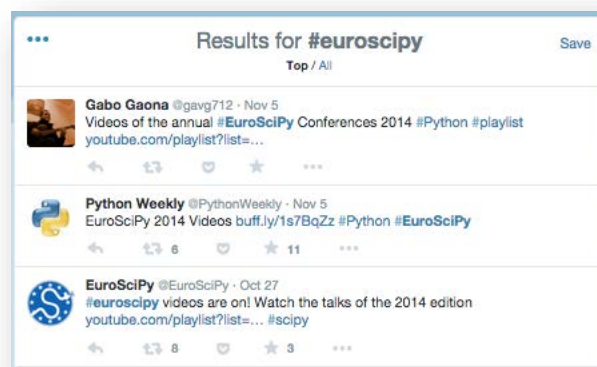 Results for #euroscipy
Save
Top / All
Gabo Gaona @gavg712 · Nov 5
Videos of the annual #EuroSciPy Conferences 2014 #Python #playlist
youtube.com/playlist?list=...
Python Weekly @PythonWeekly · Nov 5
EuroSciPy 2014 Videos buff.ly/1s7BqZz #Python #EuroSciPy
6 11
EuroSciPy @EuroSciPy · Oct 27
#euroscipy videos are on! Watch the talks of the 2014 edition
youtube.com/playlist?list=... #scipy
8 3